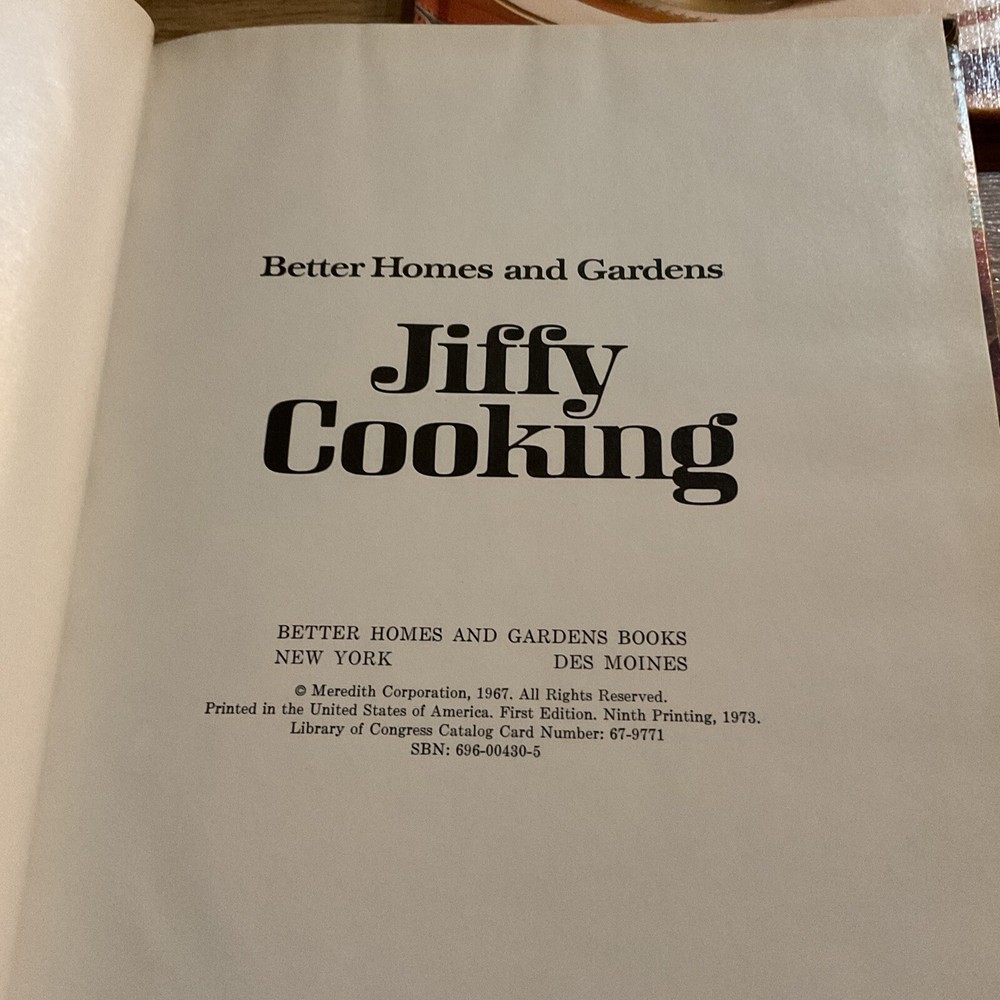 Better Homes and Gardens
Jiffy
Cooking
BETTER HOMES AND GARDENS BOOKS
NEW YORK DES MOINES
© Meredith Corporation, 1967. All Rights Reserved.
Printed in the United States of America. First Edition. Ninth Printing, 1973.
Library of Congress Catalog Card Number: 67-9771
SBN: 696-00430-5